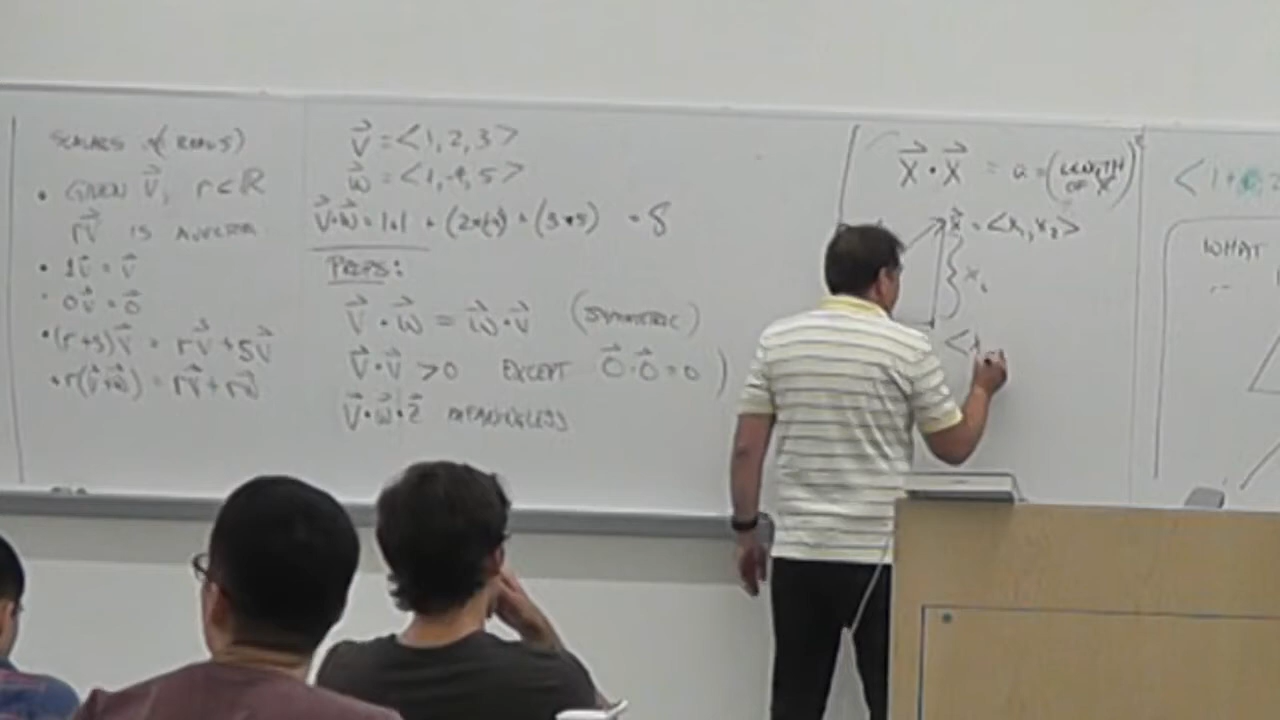 SCALARS of (REALS)
• GIVEN V⃗, r∈ℝ
rV⃗ IS A VECTOR
• 1V⃗ = V⃗
• 0V⃗ = 0⃗
• (r+s)V⃗ = rV⃗ + sV⃗
• r(V⃗+w⃗) = rV⃗ + rw⃗
V⃗ = <1, 2, 3>
w⃗ = <1, -4, 5>
V⃗·w⃗ = 1·1 + (2×(-4)) + (3*5) = 8
PROPS:
V⃗ · w⃗ = w⃗ · V⃗ (SYMMETRIC)
V⃗ · V⃗ > 0 EXCEPT 0⃗ · 0⃗ = 0 )
V⃗ · w⃗ · z⃗ MEANINGLESS
X⃗ · X⃗ = a = (LENGTH OF X⃗)²
X⃗ = <x₁, x₂>
x₂
<x
WHAT